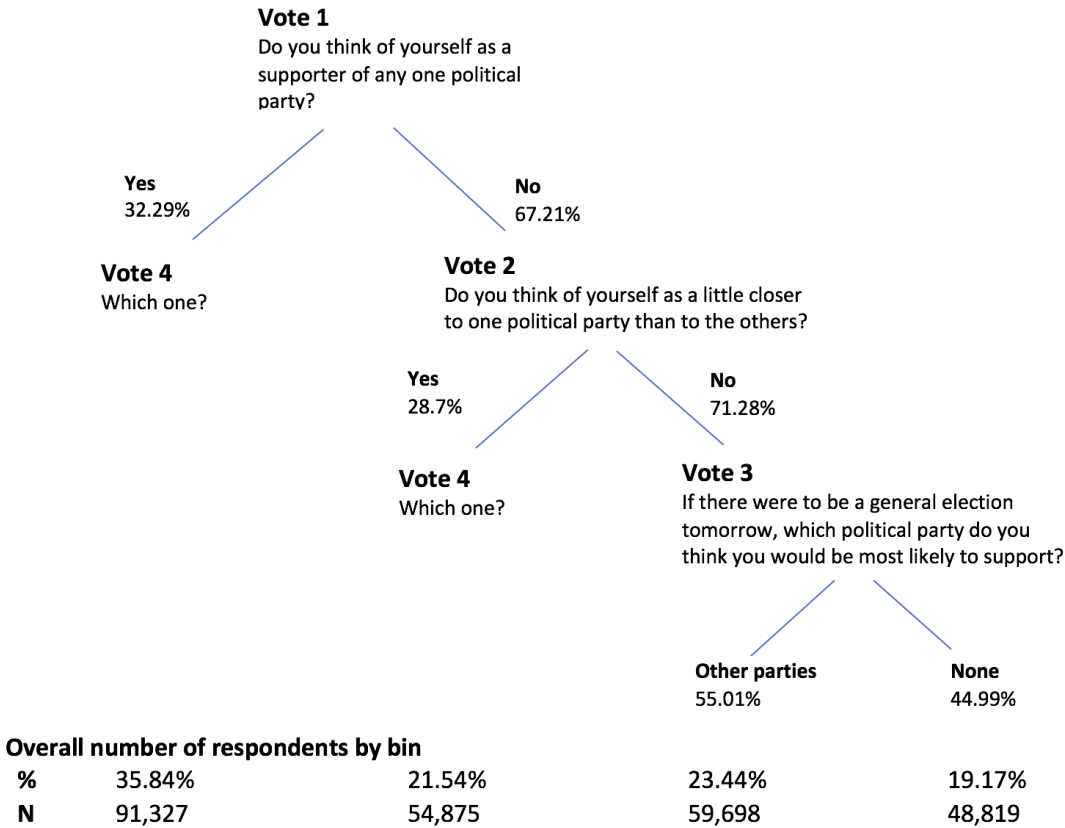 Vote 1
Do you think of yourself as a
supporter of any one political
party?
Yes
32.29%
No
67.21%
Vote 4
Which one?
Vote 2
Do you think of yourself as a little closer
to one political party than to the others?
Yes
28.7%
No
71.28%
Vote 4
Which one?
Vote 3
If there were to be a general election
tomorrow, which political party do you
think you would be most likely to support?
Other parties
55.01%
None
44.99%
Overall number of respondents by bin
% 35.84% 21.54% 23.44% 19.17%
N 91,327 54,875 59,698 48,819